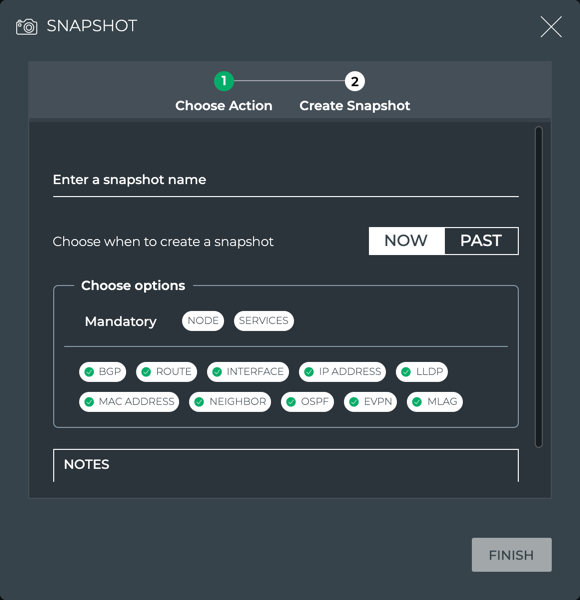 SNAPSHOT
1 2
Choose Action Create Snapshot
Enter a snapshot name
Choose when to create a snapshot NOW PAST
Choose options
Mandatory NODE SERVICES
BGP ROUTE INTERFACE IP ADDRESS LLDP
MAC ADDRESS NEIGHBOR OSPF EVPN MLAG
NOTES
FINISH